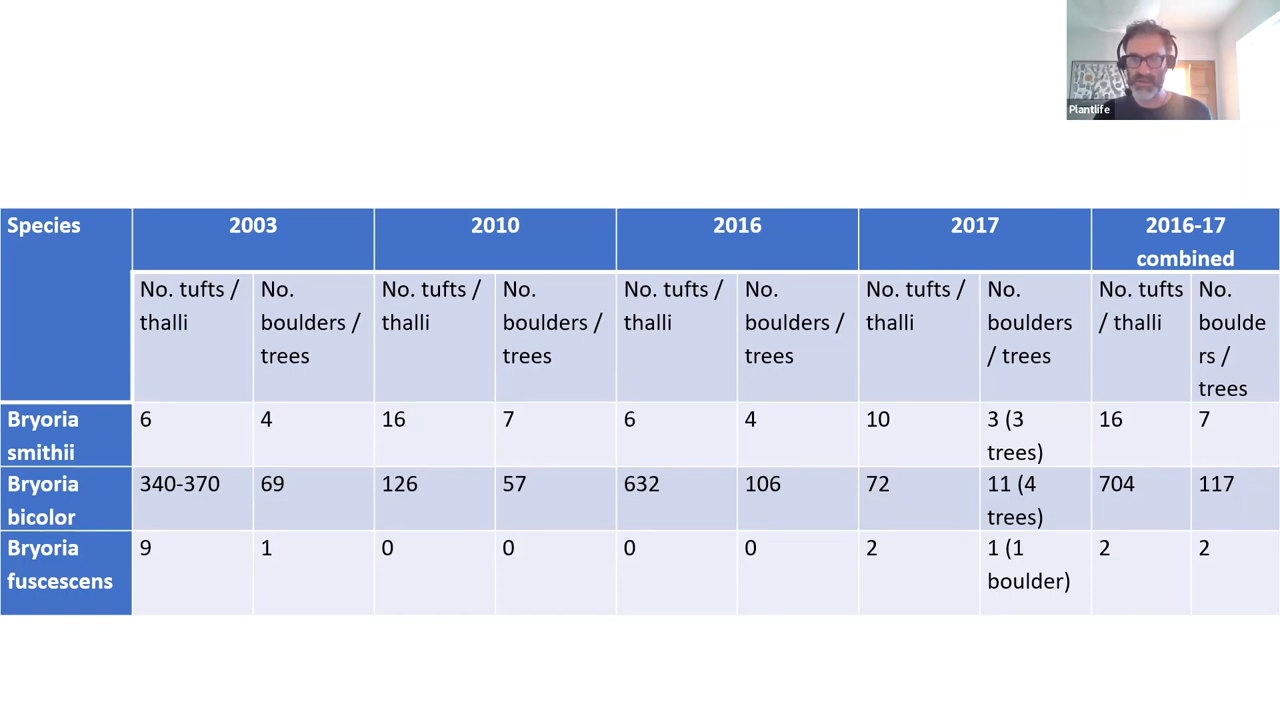 Plantlife
Species
2003
2010
2016
2017
2016-17
combined
No. tufts /
thalli
No.
boulders /
trees
No. tufts /
thalli
No.
boulders /
trees
No. tufts /
thalli
No.
boulders /
trees
No. tufts /
thalli
No.
boulders
/ trees
No. tufts
/ thalli
No.
boulde
rs /
trees
Bryoria
smithii
6
4
16
7
6
4
10
3 (3
trees)
16
7
Bryoria
bicolor
340-370
69
126
57
632
106
72
11 (4
trees)
704
117
Bryoria
fuscescens
9
1
0
0
0
0
2
1 (1
boulder)
2
2